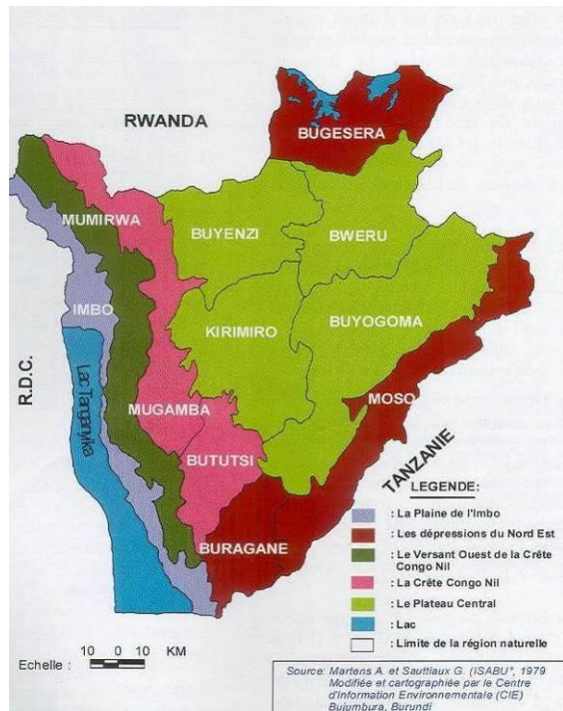 RWANDA
BUGESERA
MUMIRWA
BUYENZI
BWERU
IMBO
KIRIMIRO
BUYOGOMA
R.D.C.
Lac Tanganyika
MUGAMBA
MOSO
BUTUTSI
TANZANIE
BURAGANE
LEGENDE:
: La Plaine de l'Imbo
: Les dépressions du Nord Est
: Le Versant Ouest de la Crête
Congo Nil
: La Crête Congo Nil
: Le Plateau Central
: Lac
: Limite de la région naturelle
Echelle : 10 0 10 KM
Source: Martens A. et Sauttiaux G. (ISABU*, 1979
Modifiée et cartographiée par le Centre
d'Information Environnementale (CIE)
Bujumbura, Burundi